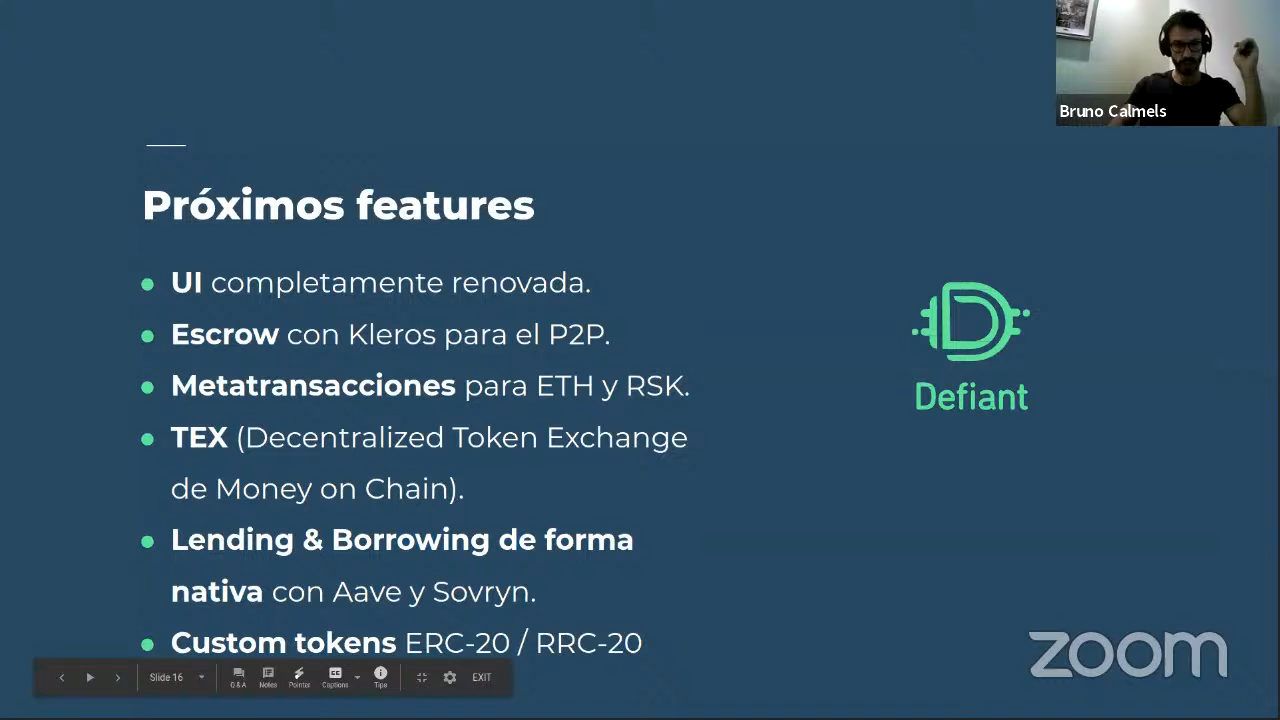 Bruno Calmels
Próximos features
UI completamente renovada.
Escrow con Kleros para el P2P.
Metatransacciones para ETH y RSK.
TEX (Decentralized Token Exchange
de Money on Chain).
Lending & Borrowing de forma
nativa con Aave y Sovryn.
Custom tokens ERC-20 / RRC-20
Defiant
zoom
Slide 16
Q & A
Notes
Pointer
Captions
Tips
EXIT
CC